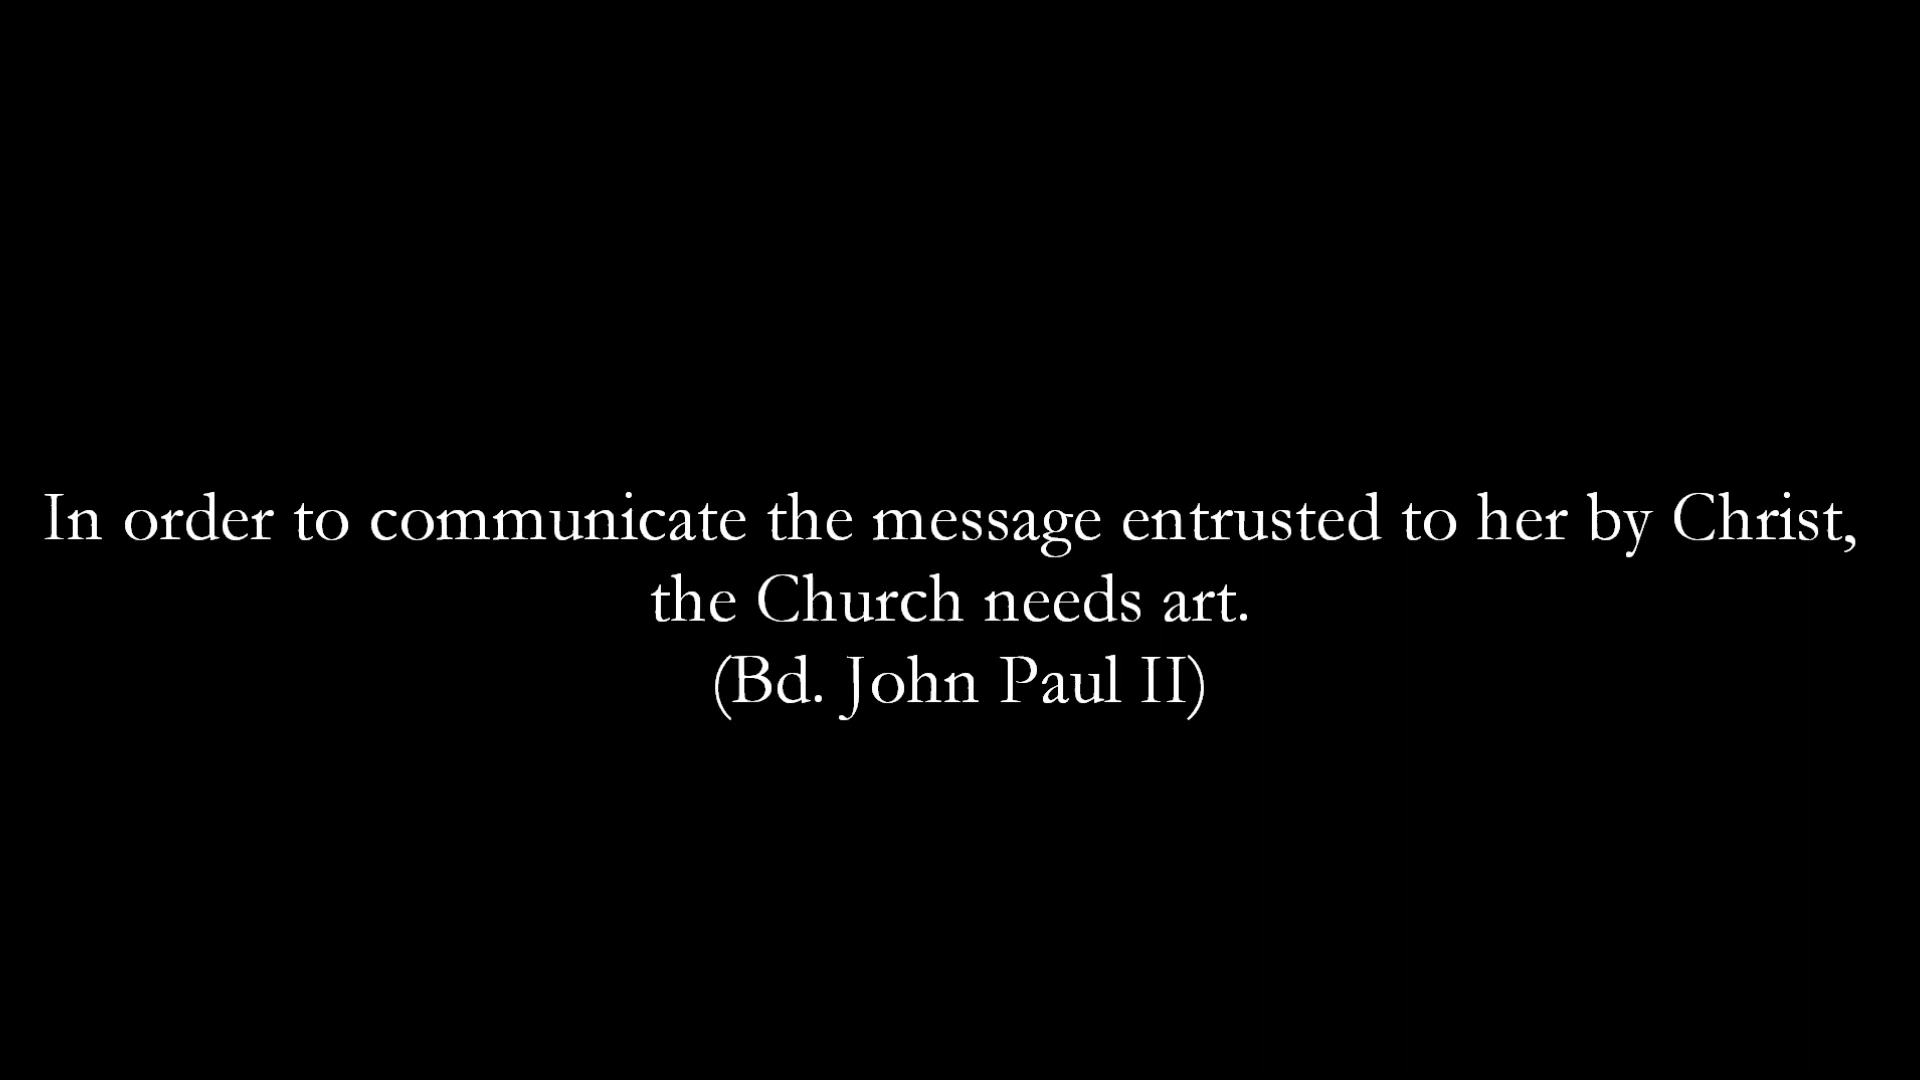 In order to communicate the message entrusted to her by Christ,
the Church needs art.
(Bd. John Paul II)